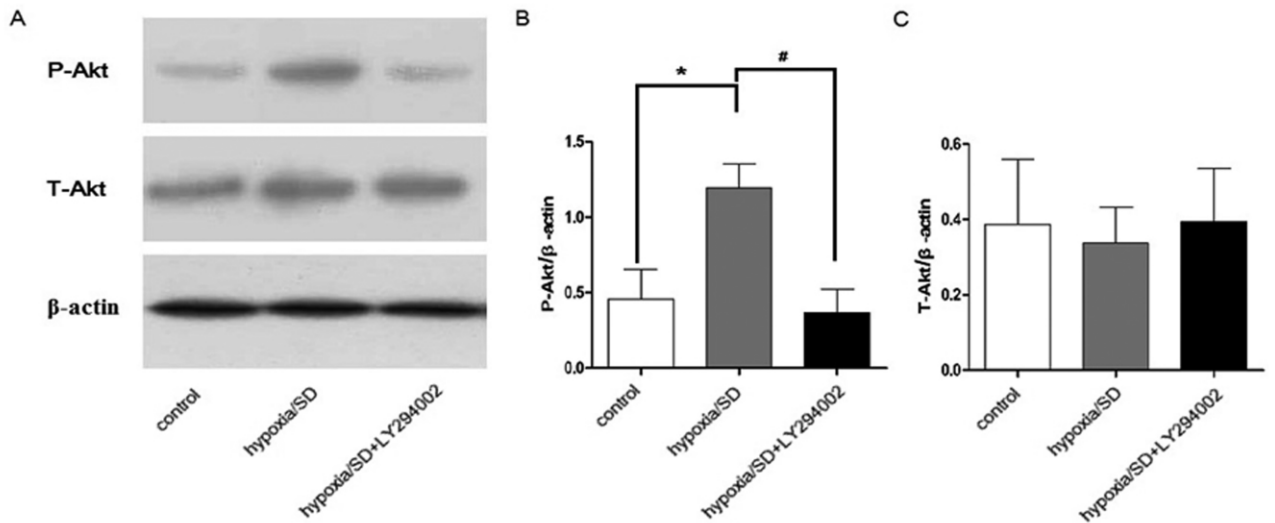 A
P-Akt
T-Akt
β-actin
control
hypoxia/SD
hypoxia/SD+LY294002
B
*
#
P-Akt/β -actin
1.5
1.0
0.5
0.0
control
hypoxia/SD
hypoxia/SD+LY294002
C
T-Akt/β -actin
0.6
0.4
0.2
0.0
control
hypoxia/SD
hypoxia/SD+LY294002